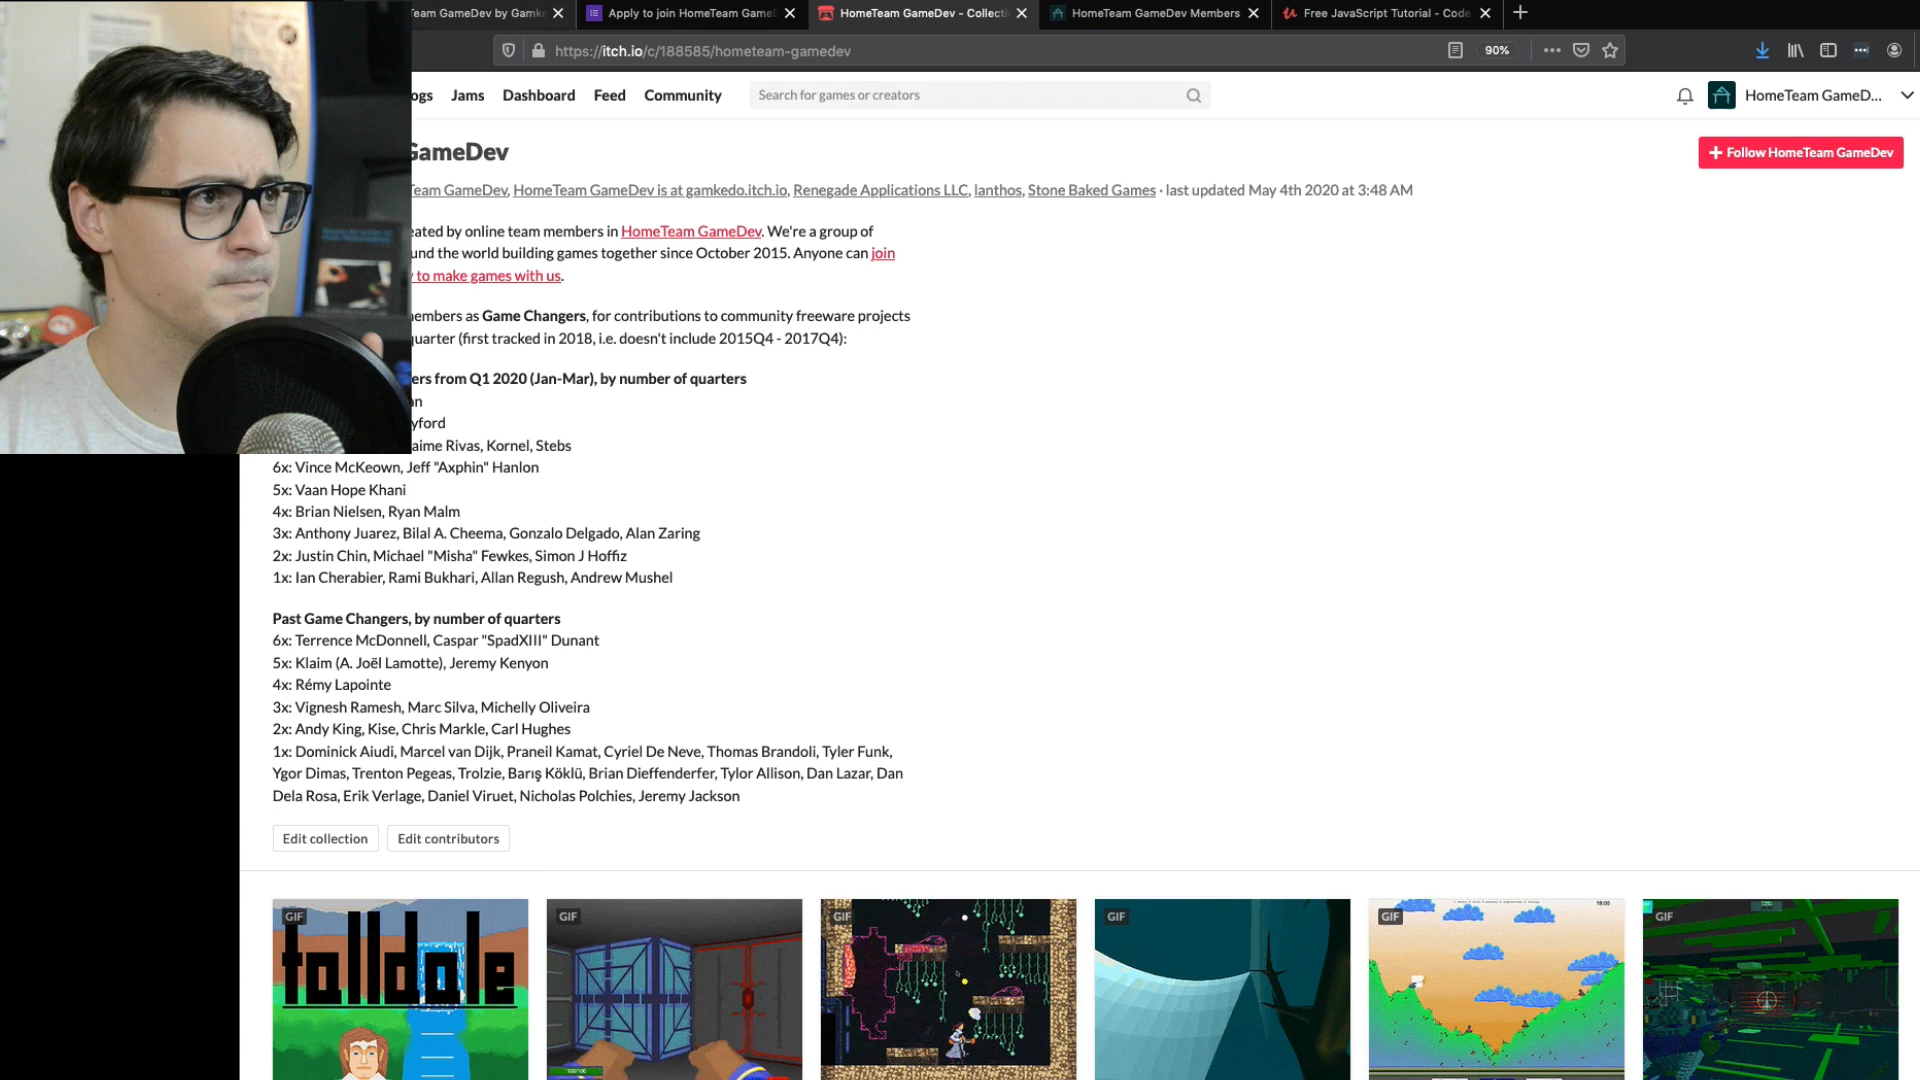 Team GameDev by Gamke
Apply to join HomeTeam GameD
HomeTeam GameDev - Collecti
HomeTeam GameDev Members
Free JavaScript Tutorial - Code
https://itch.io/c/188585/hometeam-gamedev
90%
ogs Jams Dashboard Feed Community
Search for games or creators
HomeTeam GameD...
GameDev
Follow HomeTeam GameDev
Team GameDev, HomeTeam GameDev is at gamkedo.itch.io, Renegade Applications LLC, lanthos, Stone Baked Games · last updated May 4th 2020 at 3:48 AM
eated by online team members in HomeTeam GameDev. We're a group of
und the world building games together since October 2015. Anyone can join
y to make games with us.
embers as Game Changers, for contributions to community freeware projects
quarter (first tracked in 2018, i.e. doesn't include 2015Q4 - 2017Q4):
ers from Q1 2020 (Jan-Mar), by number of quarters
n
yford
aime Rivas, Kornel, Stebs
6x: Vince McKeown, Jeff "Axphin" Hanlon
5x: Vaan Hope Khani
4x: Brian Nielsen, Ryan Malm
3x: Anthony Juarez, Bilal A. Cheema, Gonzalo Delgado, Alan Zaring
2x: Justin Chin, Michael "Misha" Fewkes, Simon J Hoffiz
1x: Ian Cherabier, Rami Bukhari, Allan Regush, Andrew Mushel
Past Game Changers, by number of quarters
6x: Terrence McDonnell, Caspar "SpadXIII" Dunant
5x: Klaim (A. Joël Lamotte), Jeremy Kenyon
4x: Rémy Lapointe
3x: Vignesh Ramesh, Marc Silva, Michelly Oliveira
2x: Andy King, Kise, Chris Markle, Carl Hughes
1x: Dominick Aiudi, Marcel van Dijk, Praneil Kamat, Cyriel De Neve, Thomas Brandoli, Tyler Funk,
Ygor Dimas, Trenton Pegeas, Trolzie, Barış Köklü, Brian Dieffenderfer, Tylor Allison, Dan Lazar, Dan
Dela Rosa, Erik Verlage, Daniel Viruet, Nicholas Polchies, Jeremy Jackson
Edit collection Edit contributors
GIF GIF GIF GIF GIF GIF
talldale
100/100